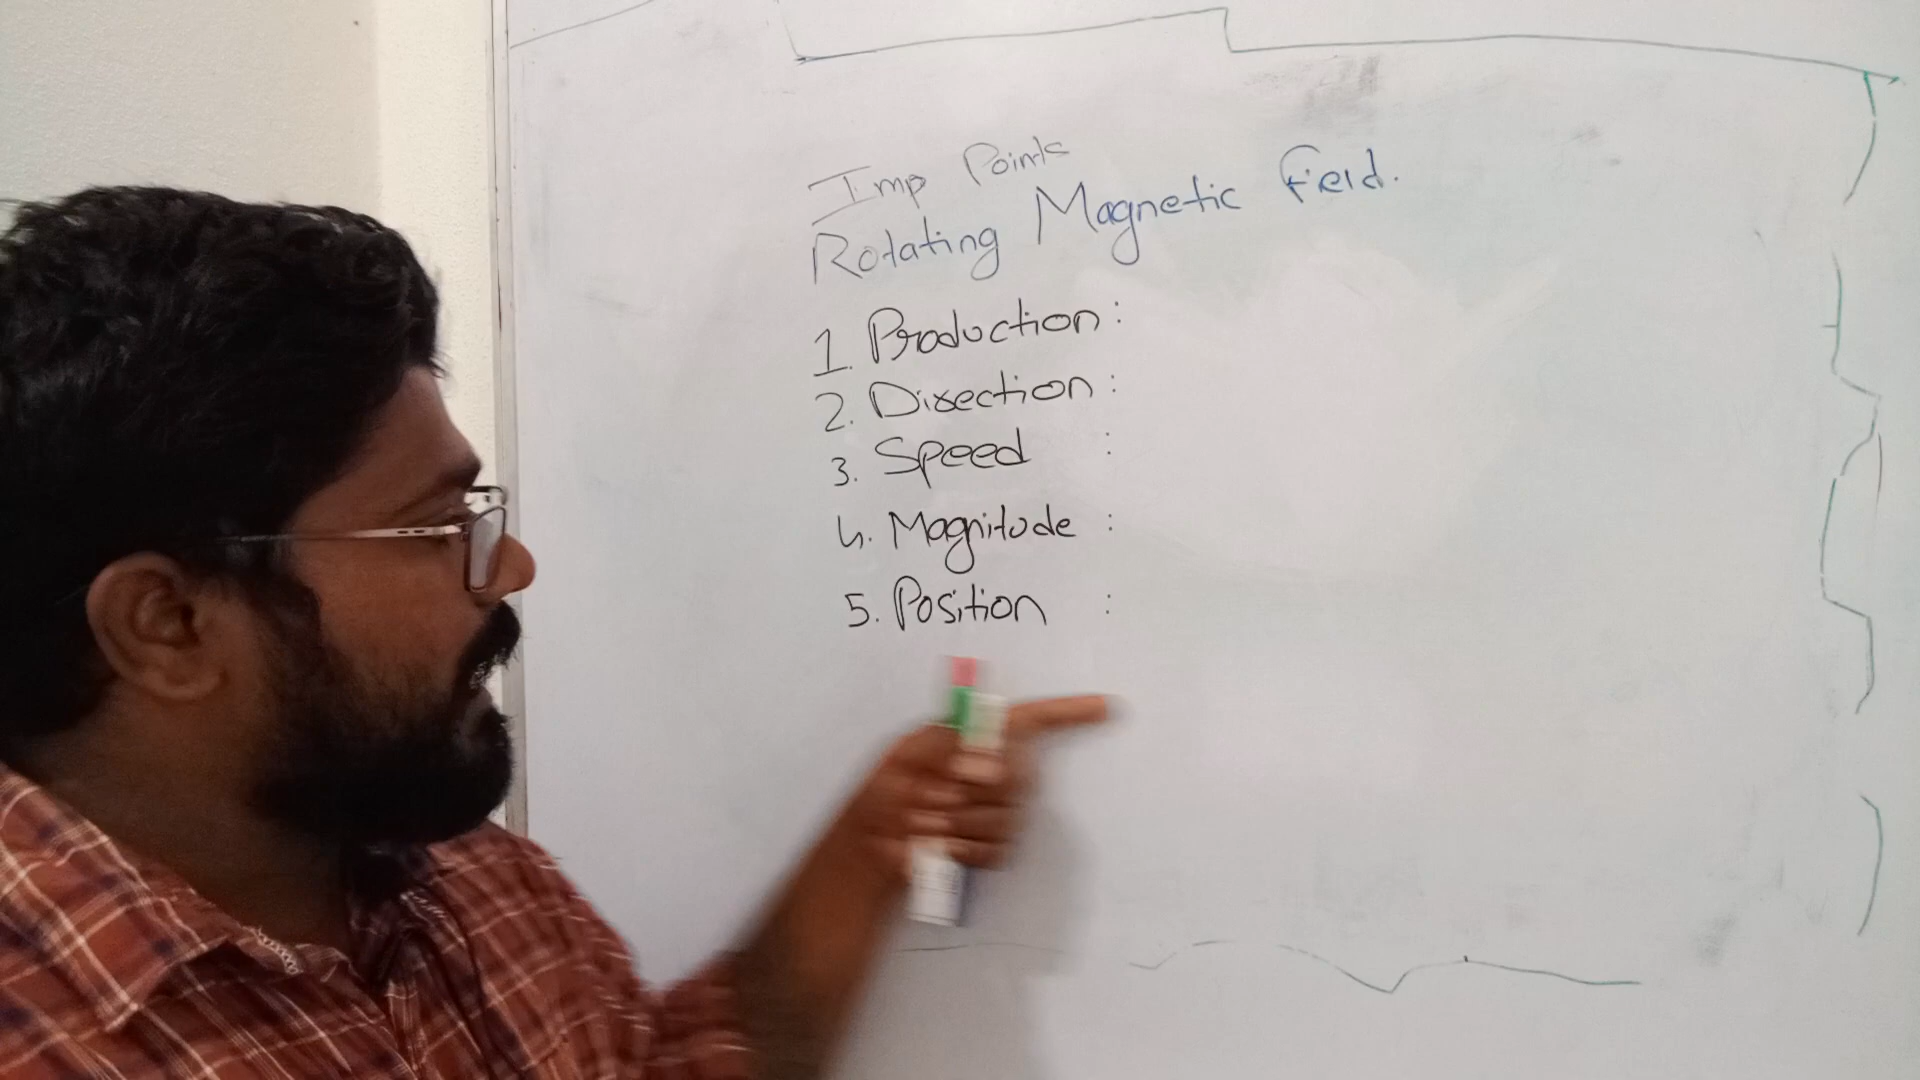 Imp Points
Rotating Magnetic Field.
1. Production :
2. Direction :
3. Speed :
4. Magnitude :
5. Position :